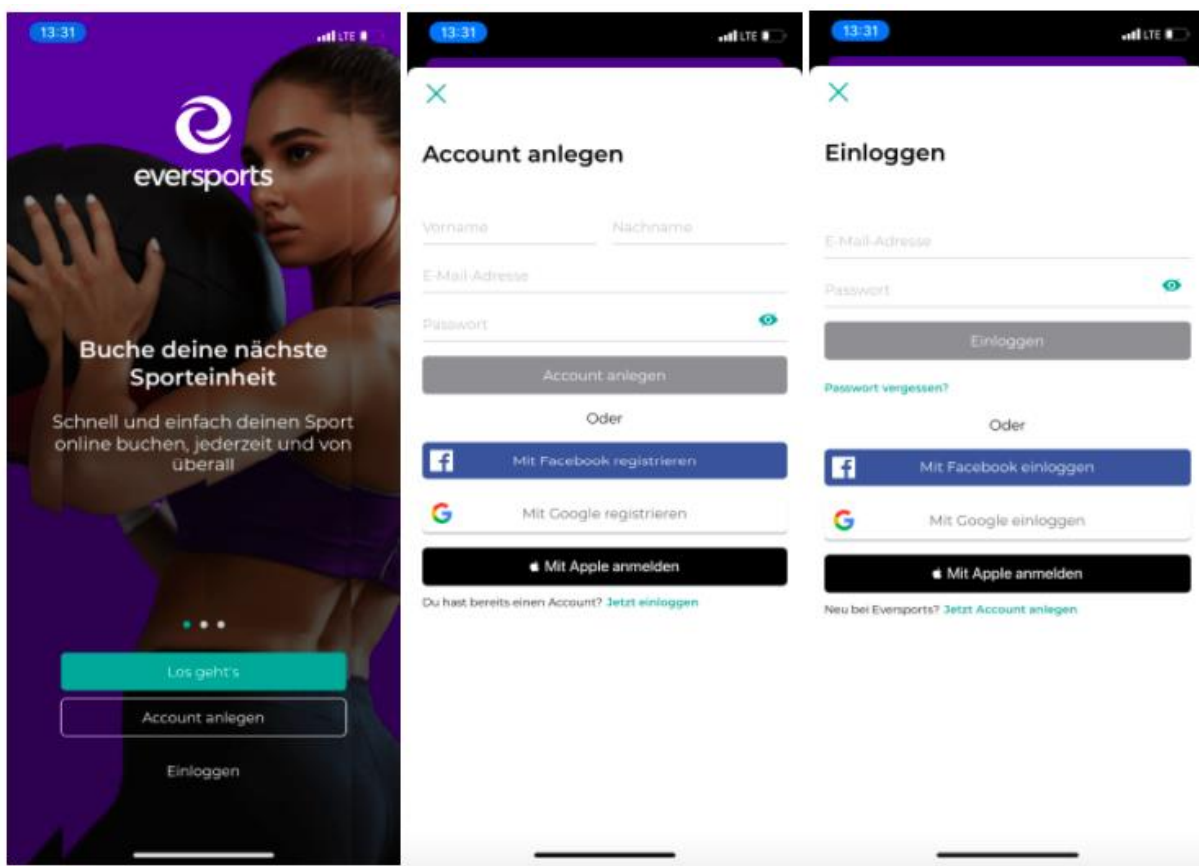 13:31
LTE
eversports
Buche deine nächste
Sporteinheit
Schnell und einfach deinen Sport
online buchen, jederzeit und von
überall
Los geht's
Account anlegen
Einloggen
13:31
LTE
Account anlegen
Vorname Nachname
E-Mail-Adresse
Passwort
Account anlegen
Oder
Mit Facebook registrieren
Mit Google registrieren
Mit Apple anmelden
Du hast bereits einen Account? Jetzt einloggen
13:31
LTE
Einloggen
E-Mail-Adresse
Passwort
Einloggen
Passwort vergessen?
Oder
Mit Facebook einloggen
Mit Google einloggen
Mit Apple anmelden
Neu bei Eversports? Jetzt Account anlegen